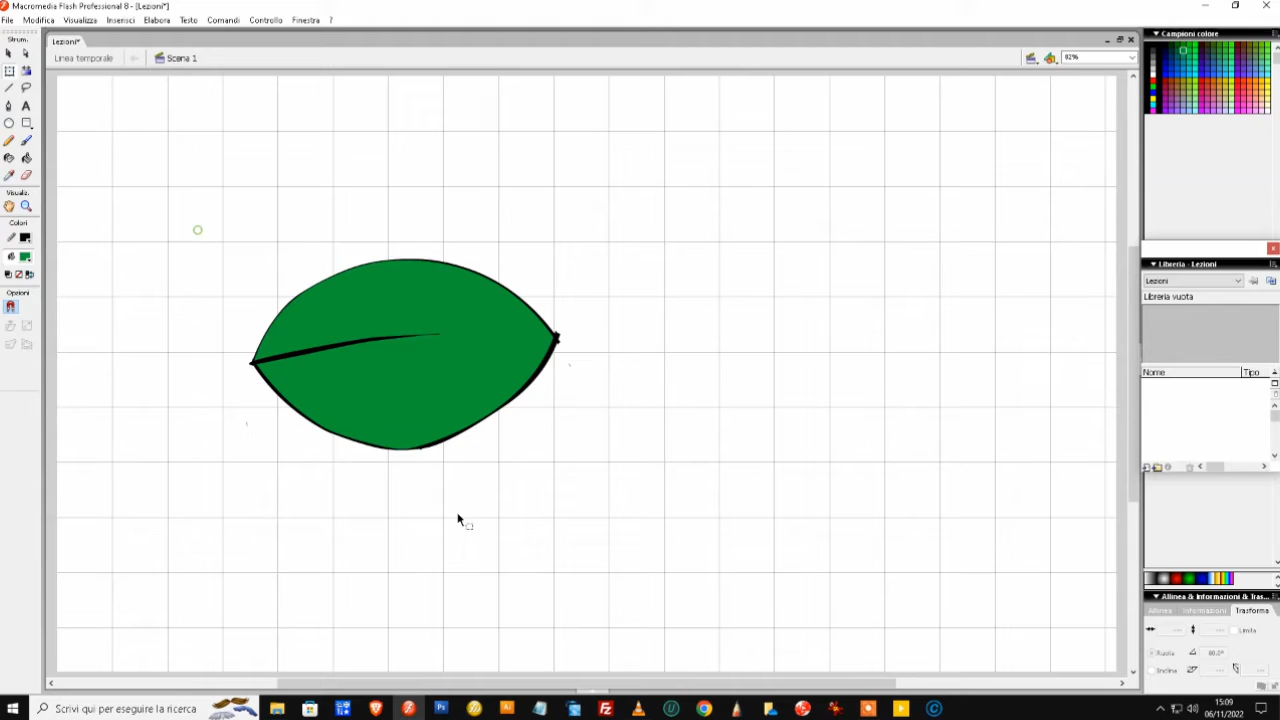 Macromedia Flash Professional 8 - [Lezioni*]
File Modifica Visualizza Inserisci Elabora Testo Comandi Controllo Finestra ?
Strum.
Lezioni*
Linea temporale Scena 1 82%
Visualiz.
Colori
Opzioni
Campioni colore
Libreria - Lezioni
Lezioni
Libreria vuota
Nome Tipo
Allinea & Informazioni & Tras...
Allinea Informazioni Trasforma
Limita
Ruota
Inclina
Scrivi qui per eseguire la ricerca
15:09
06/11/2022